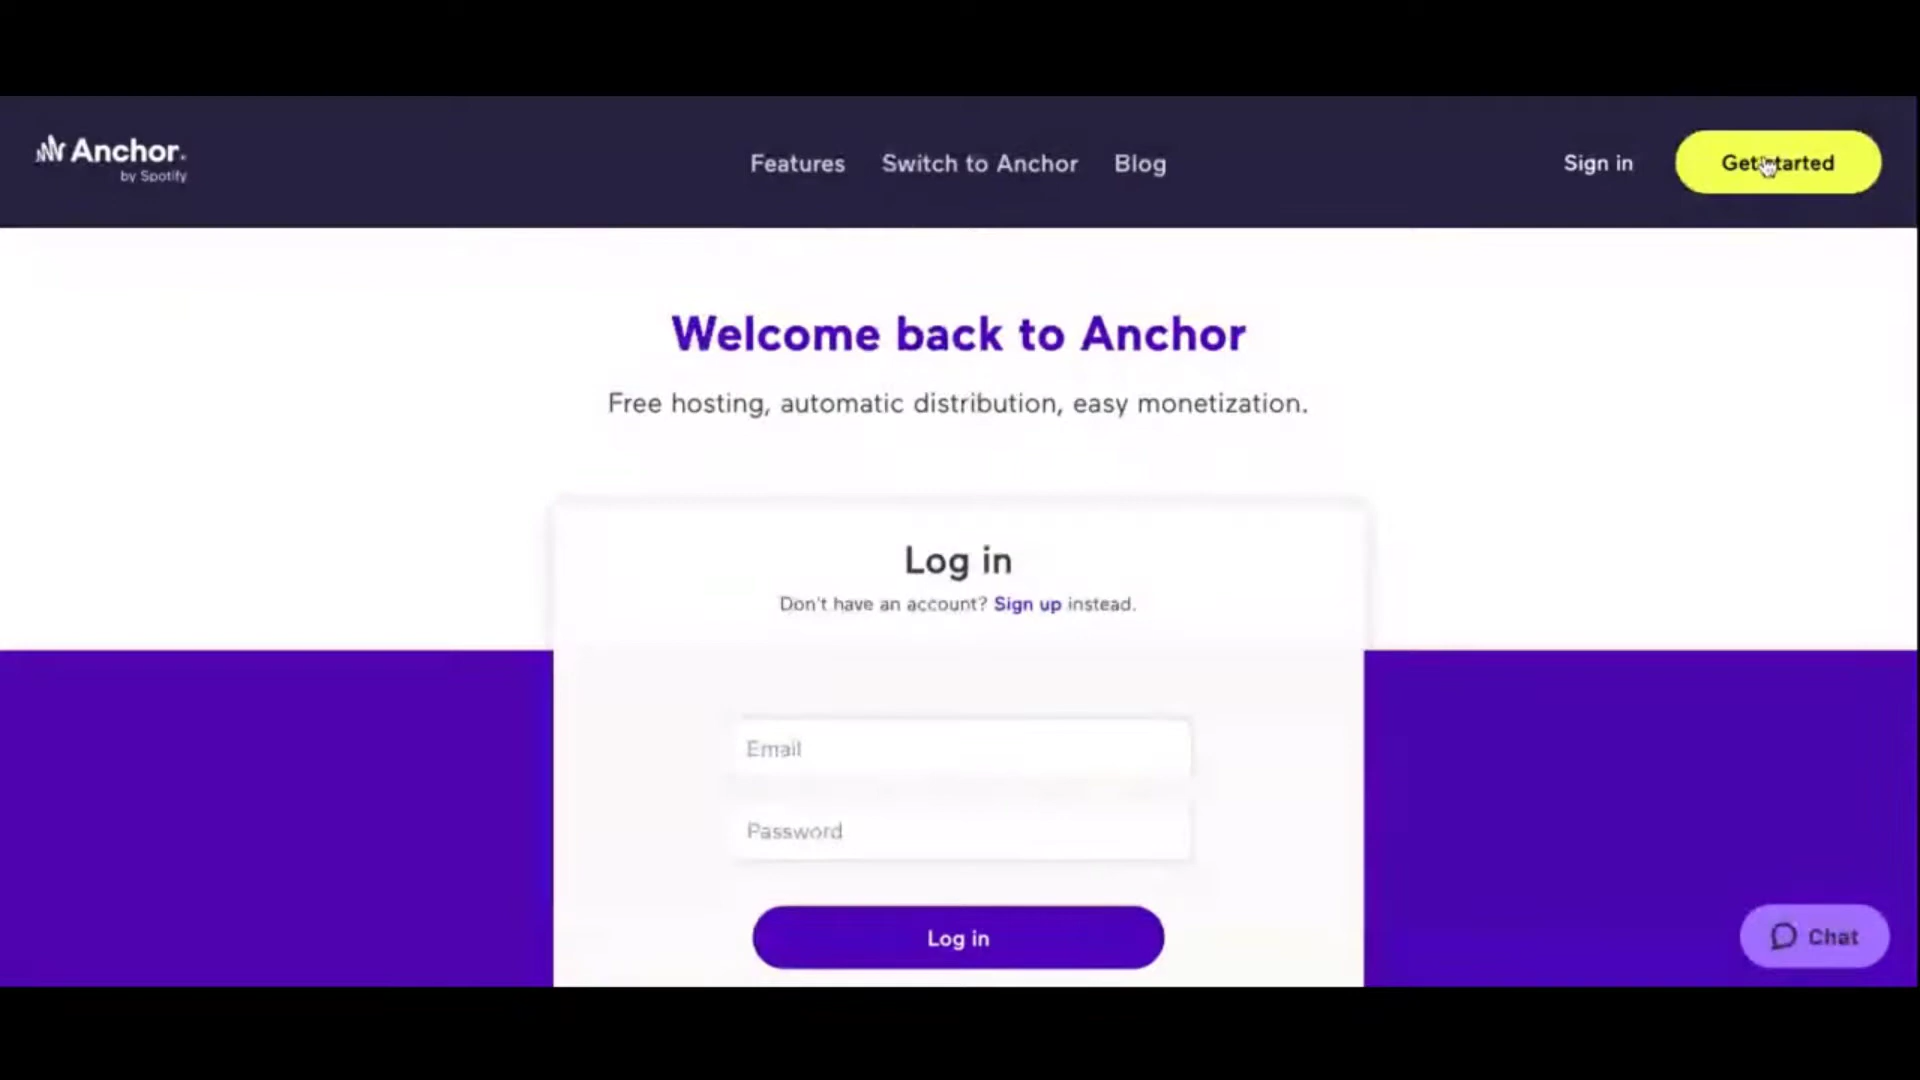 Anchor
by Spotify
Features
Switch to Anchor
Blog
Sign in
Get started
Welcome back to Anchor
Free hosting, automatic distribution, easy monetization.
Log in
Don't have an account? Sign up instead.
Email
Password
Log in
Chat